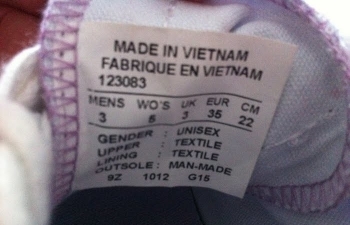 MADE IN VIETNAM
FABRIQUE EN VIETNAM
123083
MENS WO'S UK EUR CM
3 5 3 35 22
GENDER : UNISEX
UPPER : TEXTILE
LINING : TEXTILE
OUTSOLE : MAN-MADE
9Z 1012 G15